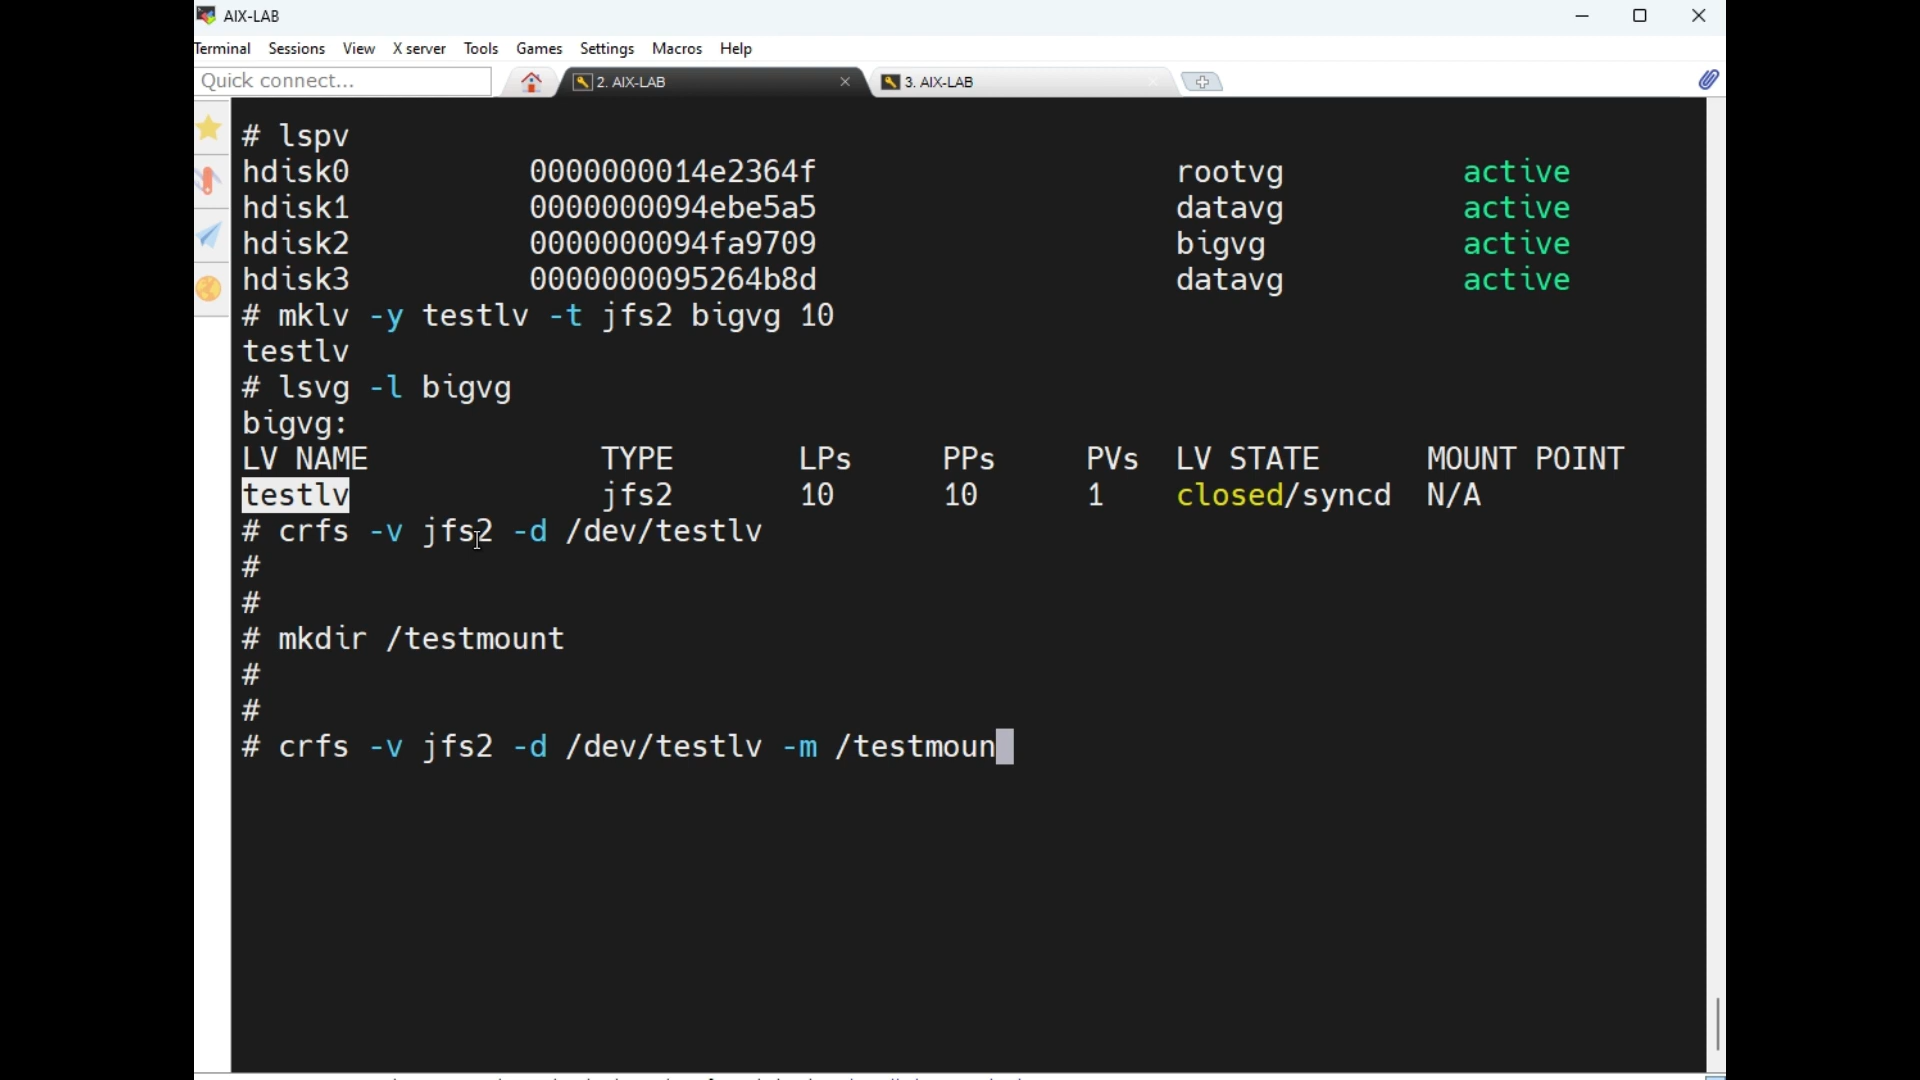 AIX-LAB
Terminal Sessions View X server Tools Games Settings Macros Help
Quick connect... 2. AIX-LAB 3. AIX-LAB
# lspv
hdisk0 0000000014e2364f rootvg active
hdisk1 0000000094ebe5a5 datavg active
hdisk2 0000000094fa9709 bigvg active
hdisk3 0000000095264b8d datavg active
# mklv -y testlv -t jfs2 bigvg 10
testlv
# lsvg -l bigvg
bigvg:
LV NAME TYPE LPs PPs PVs LV STATE MOUNT POINT
testlv jfs2 10 10 1 closed/syncd N/A
# crfs -v jfs2 -d /dev/testlv
#
#
# mkdir /testmount
#
#
# crfs -v jfs2 -d /dev/testlv -m /testmoun